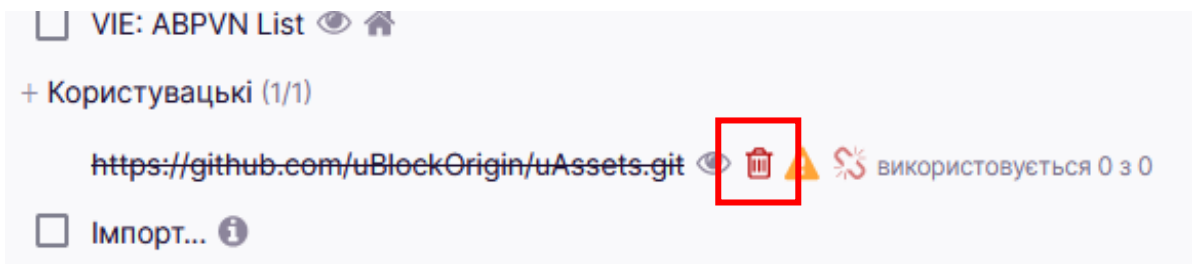 VIE: ABPVN List
+ Користувацькі (1/1)
https://github.com/uBlockOrigin/uAssets.git використовується 0 з 0
Імпорт...